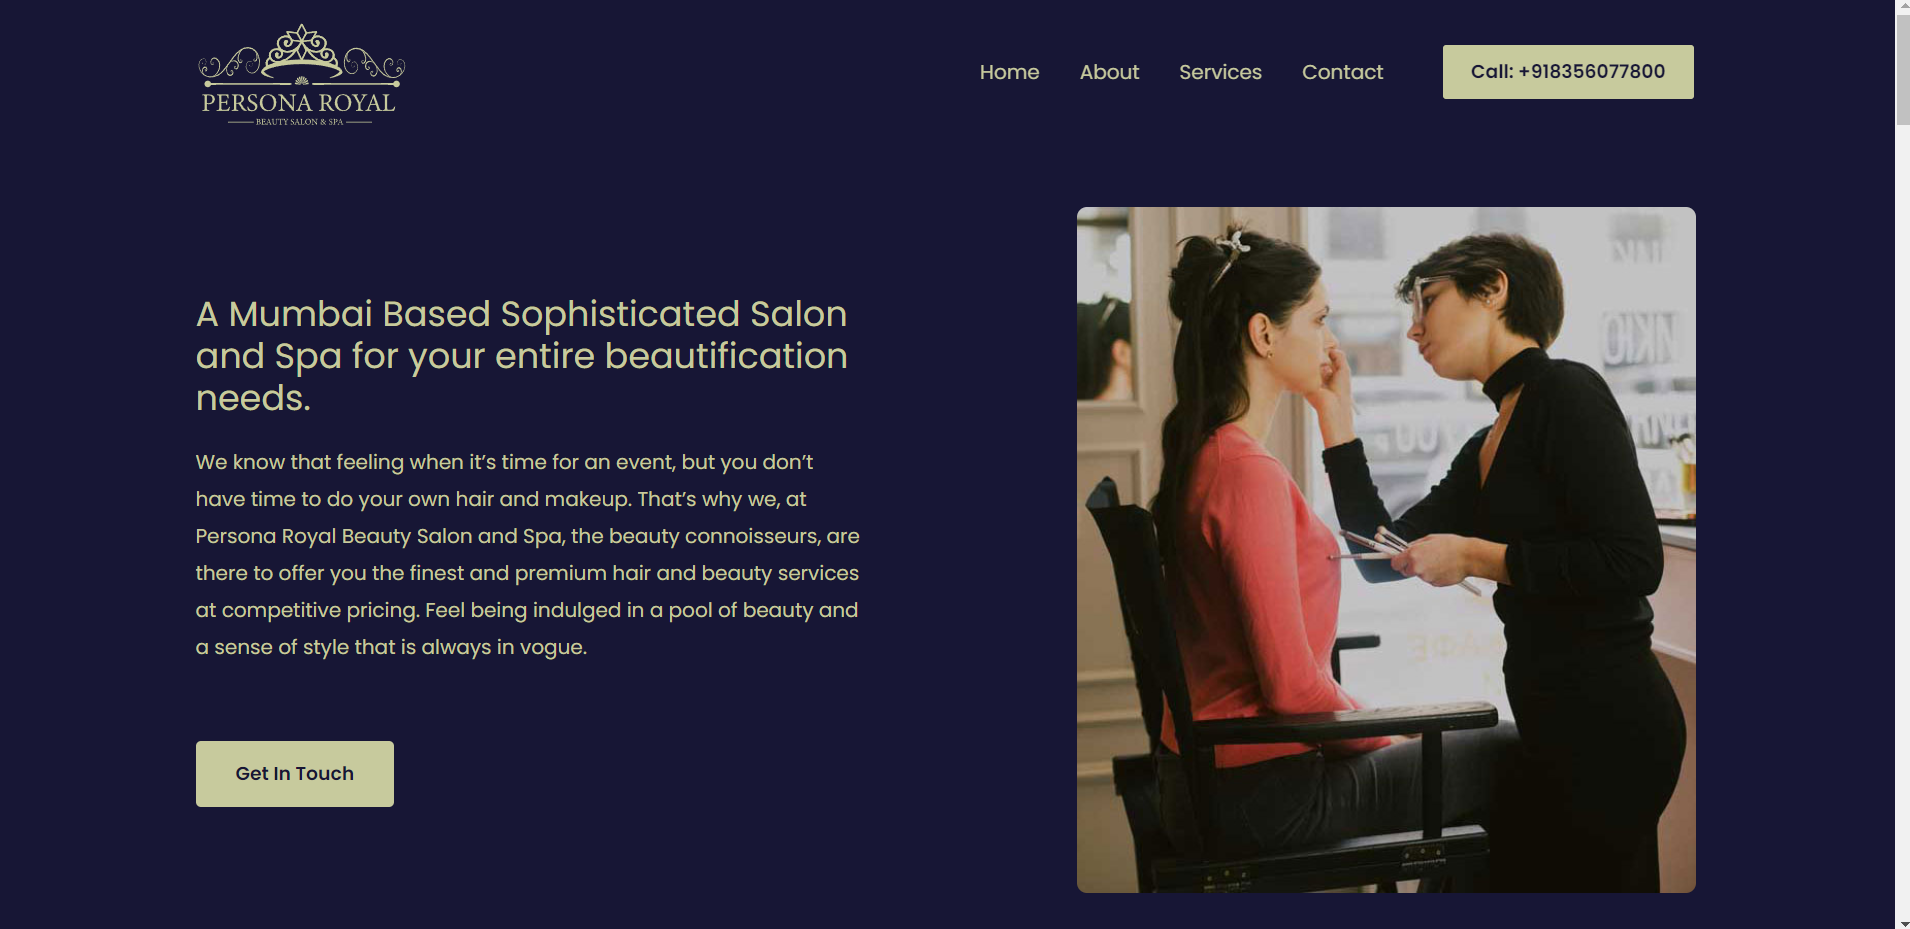 PERSONA ROYAL
BEAUTY SALON & SPA
Home
About
Services
Contact
Call: +918356077800
A Mumbai Based Sophisticated Salon
and Spa for your entire beautification
needs.
We know that feeling when it’s time for an event, but you don’t
have time to do your own hair and makeup. That’s why we, at
Persona Royal Beauty Salon and Spa, the beauty connoisseurs, are
there to offer you the finest and premium hair and beauty services
at competitive pricing. Feel being indulged in a pool of beauty and
a sense of style that is always in vogue.
Get In Touch